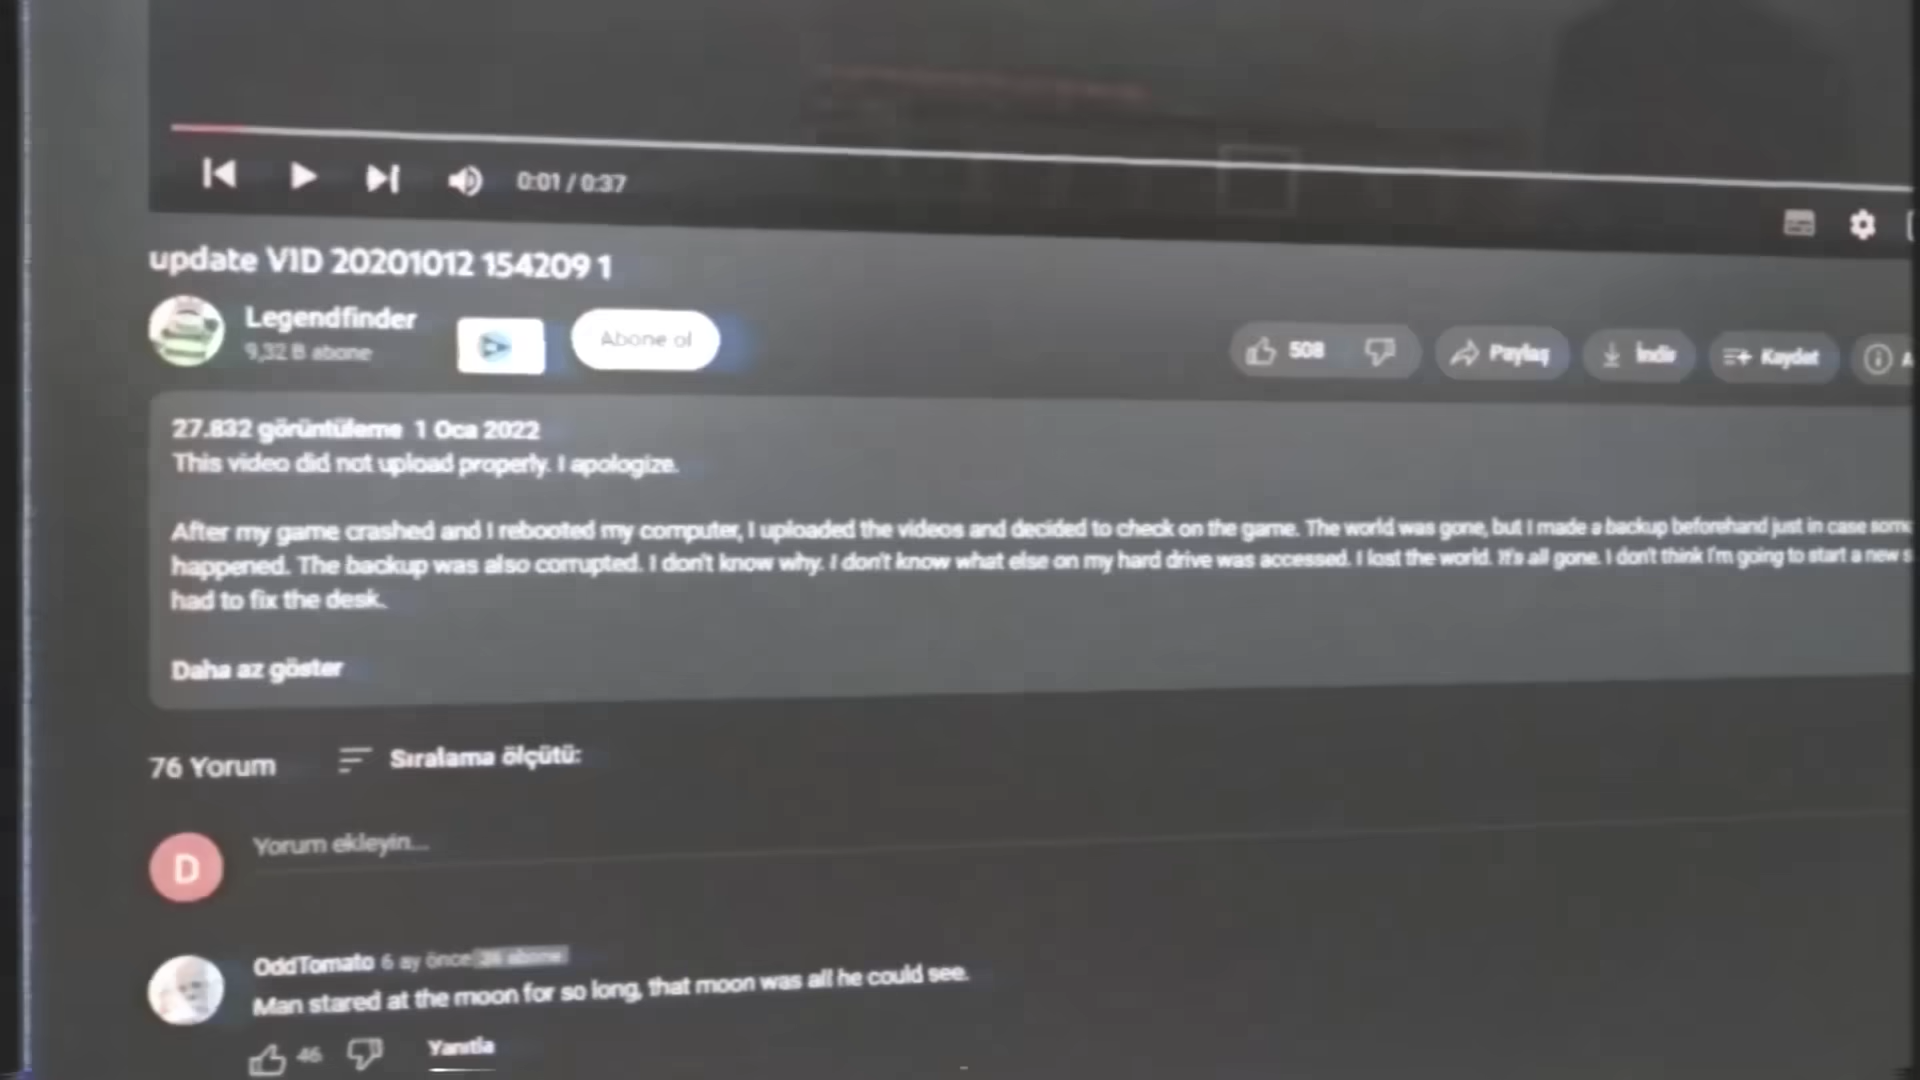 0:01 / 0:37
update VID 20201012 154209 1
Legendfinder
9,32 B abone
Abone ol
508
Paylaş
İndir
Kaydet
27.832 görüntüleme 1 Oca 2022
This video did not upload properly. I apologize.
After my game crashed and I rebooted my computer, I uploaded the videos and decided to check on the game. The world was gone, but I made a backup beforehand just in case
happened. The backup was also corrupted. I don't know why. I don't know what else on my hard drive was accessed. I lost the world. It's all gone. I don't think I'm going to start a new
had to fix the desk.
Daha az göster
76 Yorum
Sıralama ölçütü:
D
Yorum ekleyin...
OddTomato 6 ay önce
Man stared at the moon for so long, that moon was all he could see.
46
Yanıtla